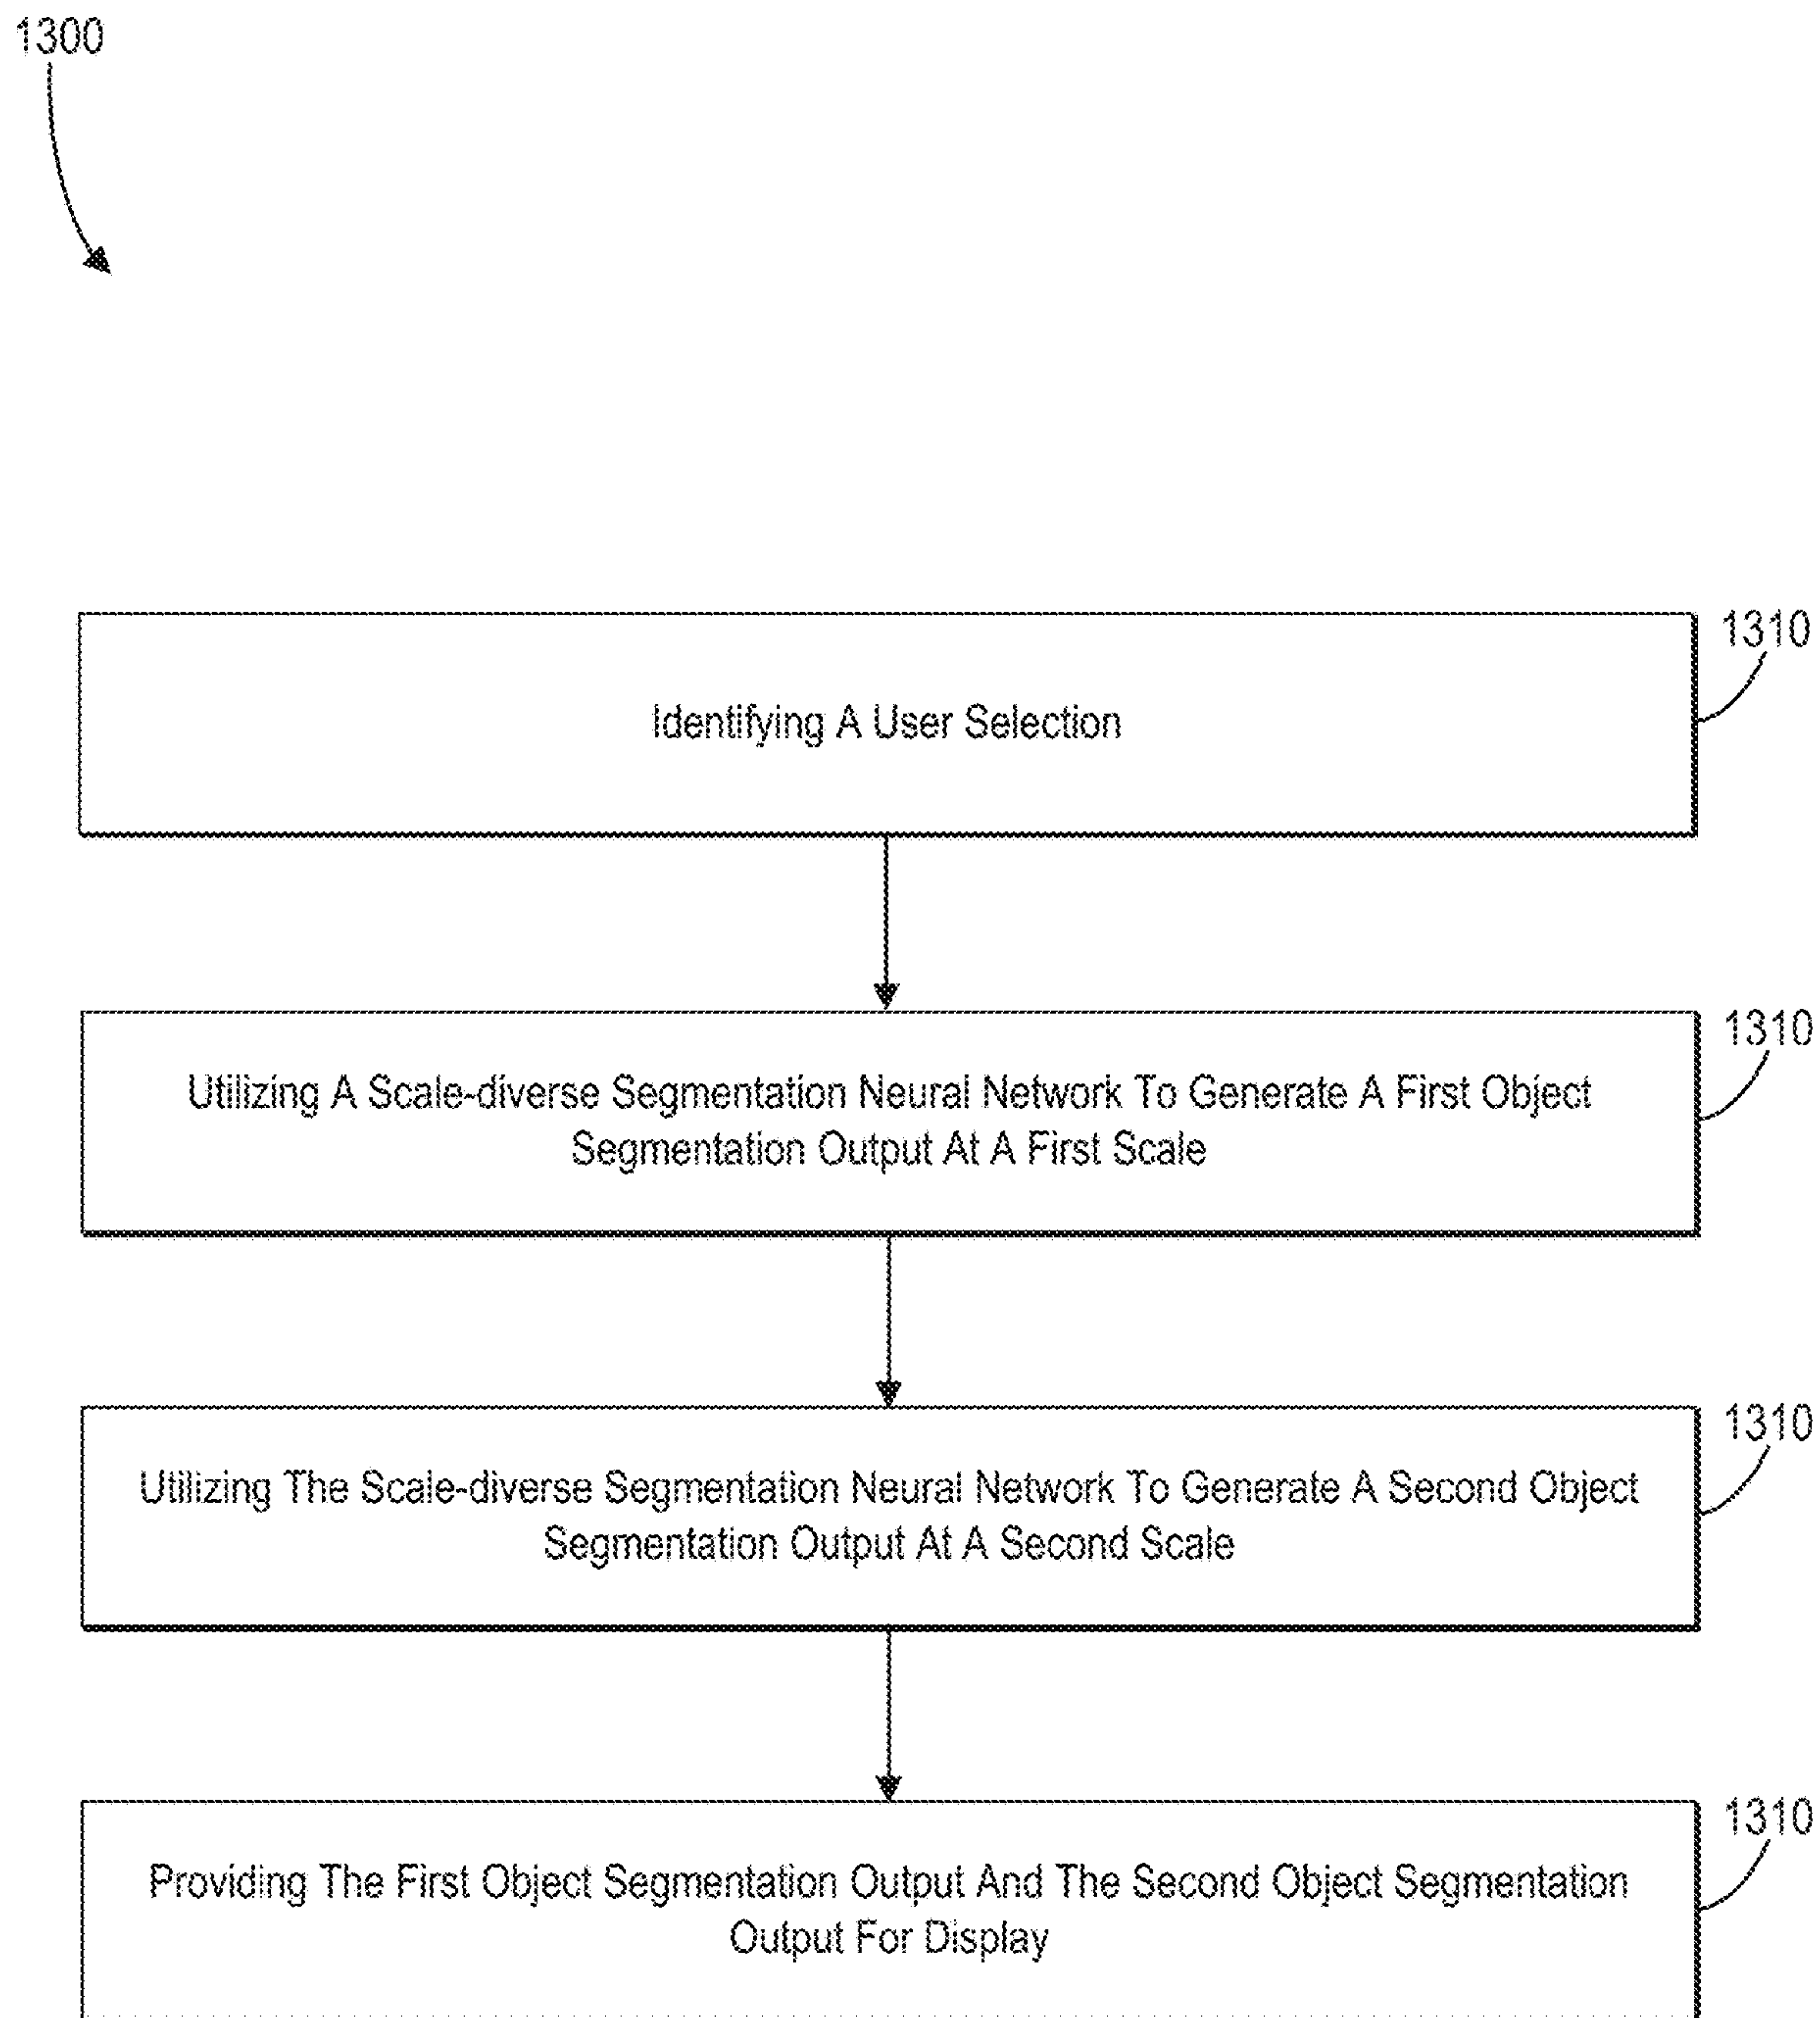 1300
Identifying A User Selection
1310
Utilizing A Scale-diverse Segmentation Neural Network To Generate A First Object
Segmentation Output At A First Scale
1310
Utilizing The Scale-diverse Segmentation Neural Network To Generate A Second Object
Segmentation Output At A Second Scale
1310
Providing The First Object Segmentation Output And The Second Object Segmentation
Output For Display
1310